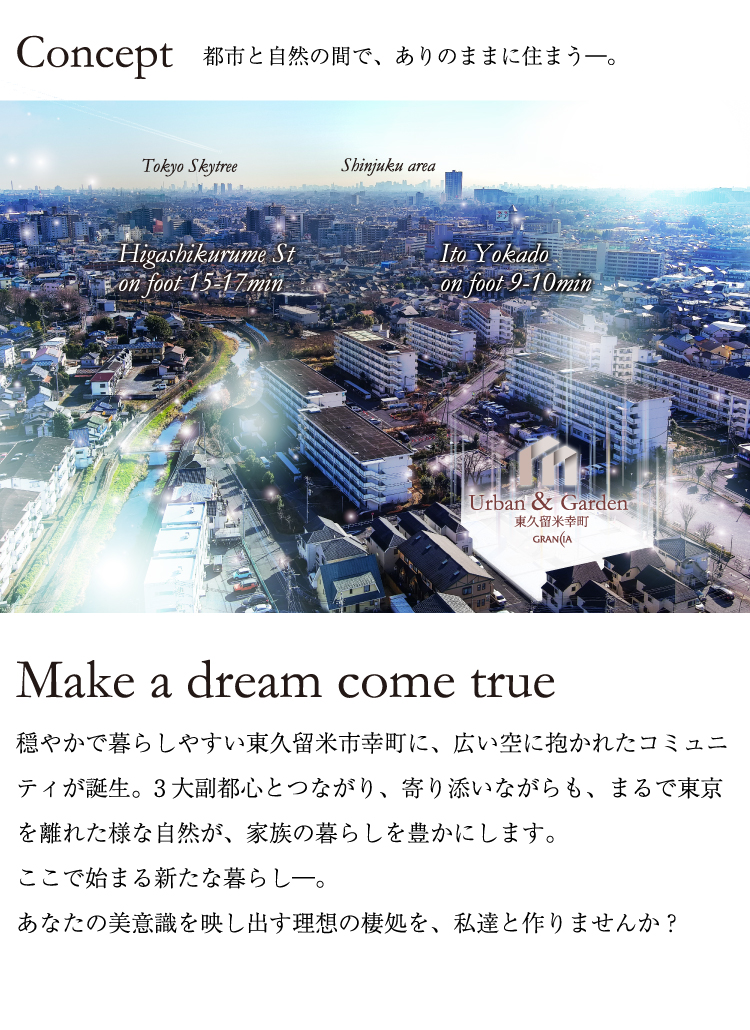 Concept 都市と自然の間で、ありのままに住まう―。
Tokyo Skytree
Shinjuku area
Higashikurume St
on foot 15-17min
Ito Yokado
on foot 9-10min
Urban & Garden
東久留米幸町
GRANCIA
Make a dream come true
穏やかで暮らしやすい東久留米市幸町に、広い空に抱かれたコミュニ
ティが誕生。3大副都心とつながり、寄り添いながらも、まるで東京
を離れた様な自然が、家族の暮らしを豊かにします。
ここで始まる新たな暮らし―。
あなたの美意識を映し出す理想の棲処を、私達と作りませんか？